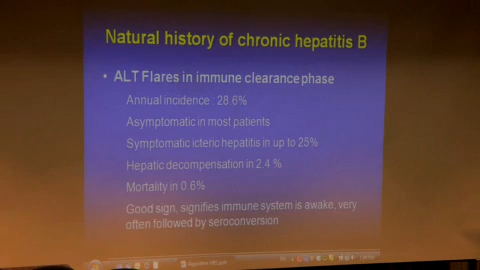 Natural history of chronic hepatitis B
• ALT Flares in immune clearance phase
Annual incidence : 28.6%
Asymptomatic in most patients
Symptomatic icteric hepatitis in up to 25%
Hepatic decompensation in 2.4 %
Mortality in 0.6%
Good sign, signifies immune system is awake, very
often followed by seroconversion